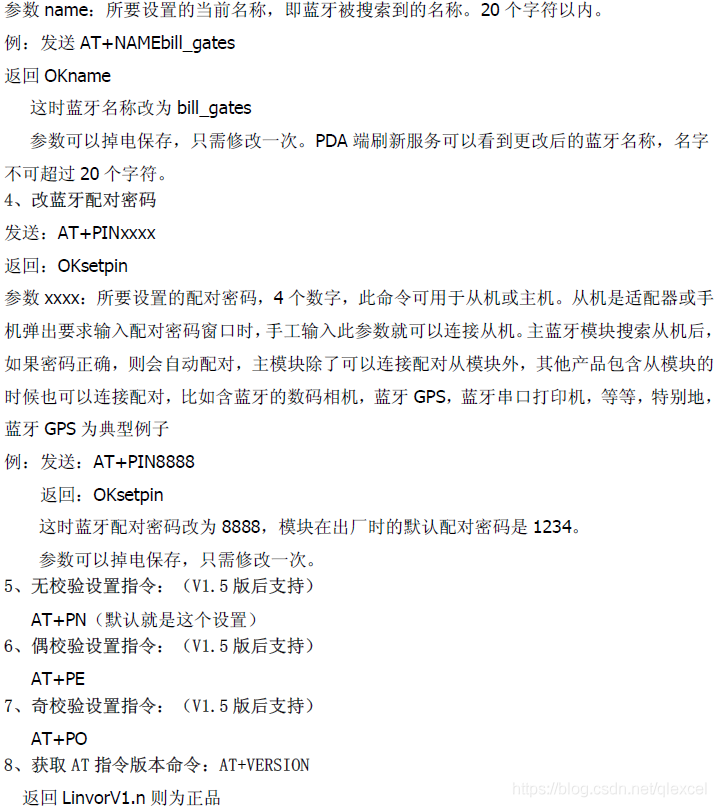 参数 name：所要设置的当前名称，即蓝牙被搜索到的名称。20 个字符以内。
例：发送 AT+NAMEbill_gates
返回 OKname
这时蓝牙名称改为 bill_gates
参数可以掉电保存，只需修改一次。PDA 端刷新服务可以看到更改后的蓝牙名称，名字
不可超过 20 个字符。
4、改蓝牙配对密码
发送：AT+PINxxxx
返回：OKsetpin
参数 xxxx：所要设置的配对密码，4 个数字，此命令可用于从机或主机。从机是适配器或手
机弹出要求输入配对密码窗口时，手工输入此参数就可以连接从机。主蓝牙模块搜索从机后，
如果密码正确，则会自动配对，主模块除了可以连接配对从模块外，其他产品包含从模块的
时候也可以连接配对，比如含蓝牙的数码相机，蓝牙 GPS，蓝牙串口打印机，等等，特别地，
蓝牙 GPS 为典型例子
例：发送：AT+PIN8888
返回：OKsetpin
这时蓝牙配对密码改为 8888，模块在出厂时的默认配对密码是 1234。
参数可以掉电保存，只需修改一次。
5、无校验设置指令：（V1.5 版后支持）
AT+PN（默认就是这个设置）
6、偶校验设置指令：（V1.5 版后支持）
AT+PE
7、奇校验设置指令：（V1.5 版后支持）
AT+PO
8、获取 AT 指令版本命令：AT+VERSION
返回 LinvorV1.n 则为正品
https://blog.csdn.net/qlexcel